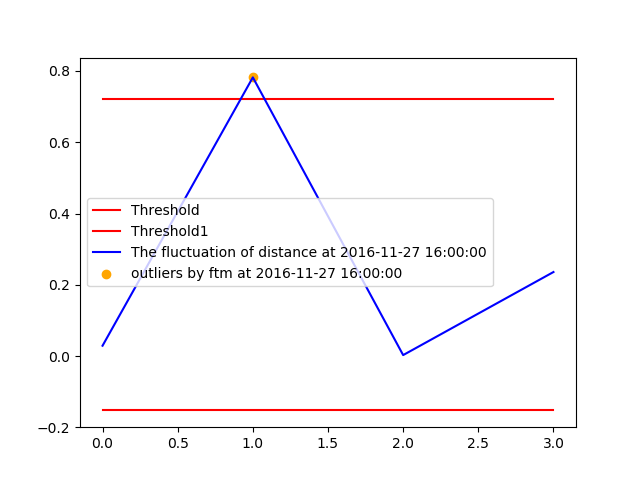 0.8
0.6
0.4
0.2
0.0
−0.2
Threshold
Threshold1
The fluctuation of distance at 2016-11-27 16:00:00
outliers by ftm at 2016-11-27 16:00:00
0.0 0.5 1.0 1.5 2.0 2.5 3.0